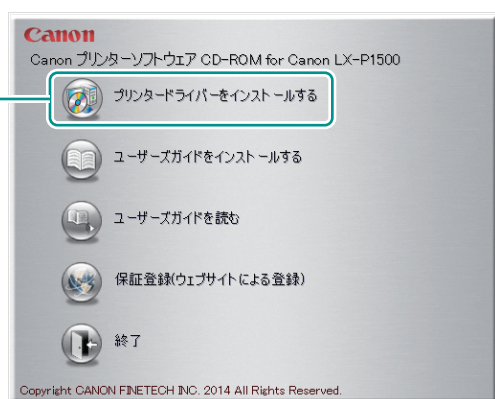 Canon
Canon プリンターソフトウェア CD-ROM for Canon LX-P1500
プリンタードライバーをインストールする
ユーザーズガイドをインストールする
ユーザーズガイドを読む
保証登録(ウェブサイトによる登録)
終了
Copyright CANON FINETECH INC. 2014 All Rights Reserved.